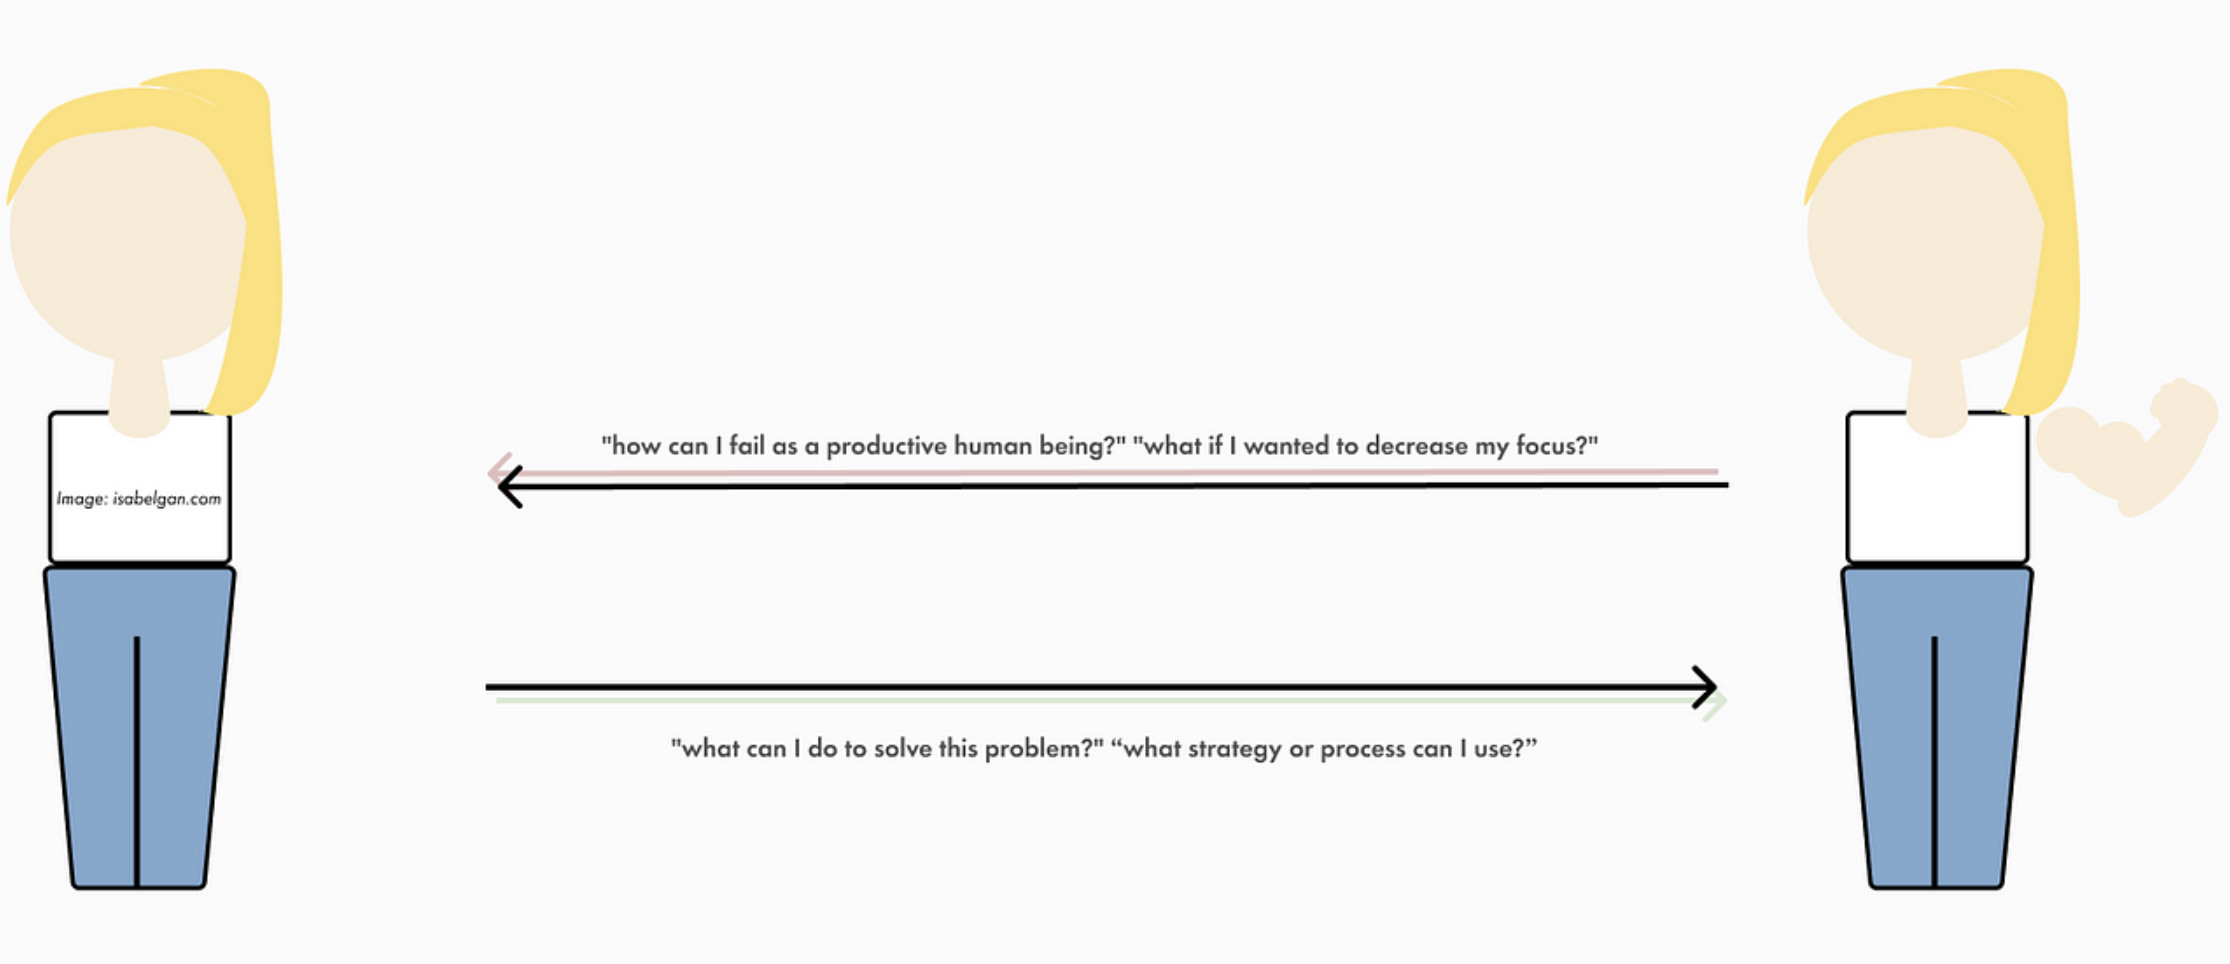 "how can I fail as a productive human being?" "what if I wanted to decrease my focus?"
Image: isabelgan.com
"what can I do to solve this problem?" “what strategy or process can I use?”